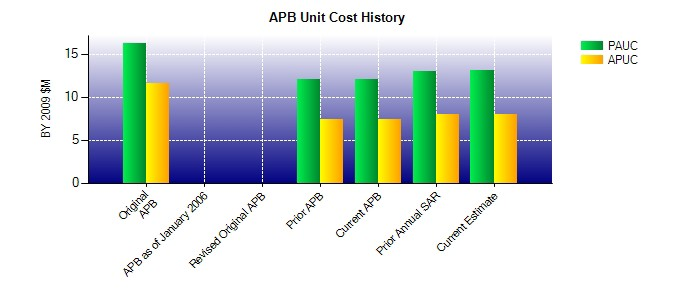 APB Unit Cost History
PAUC
APUC
BY 2009 $M
15
10
5
0
Original
APB
APB as of January 2006
Revised Original APB
Prior APB
Current APB
Prior Annual SAR
Current Estimate